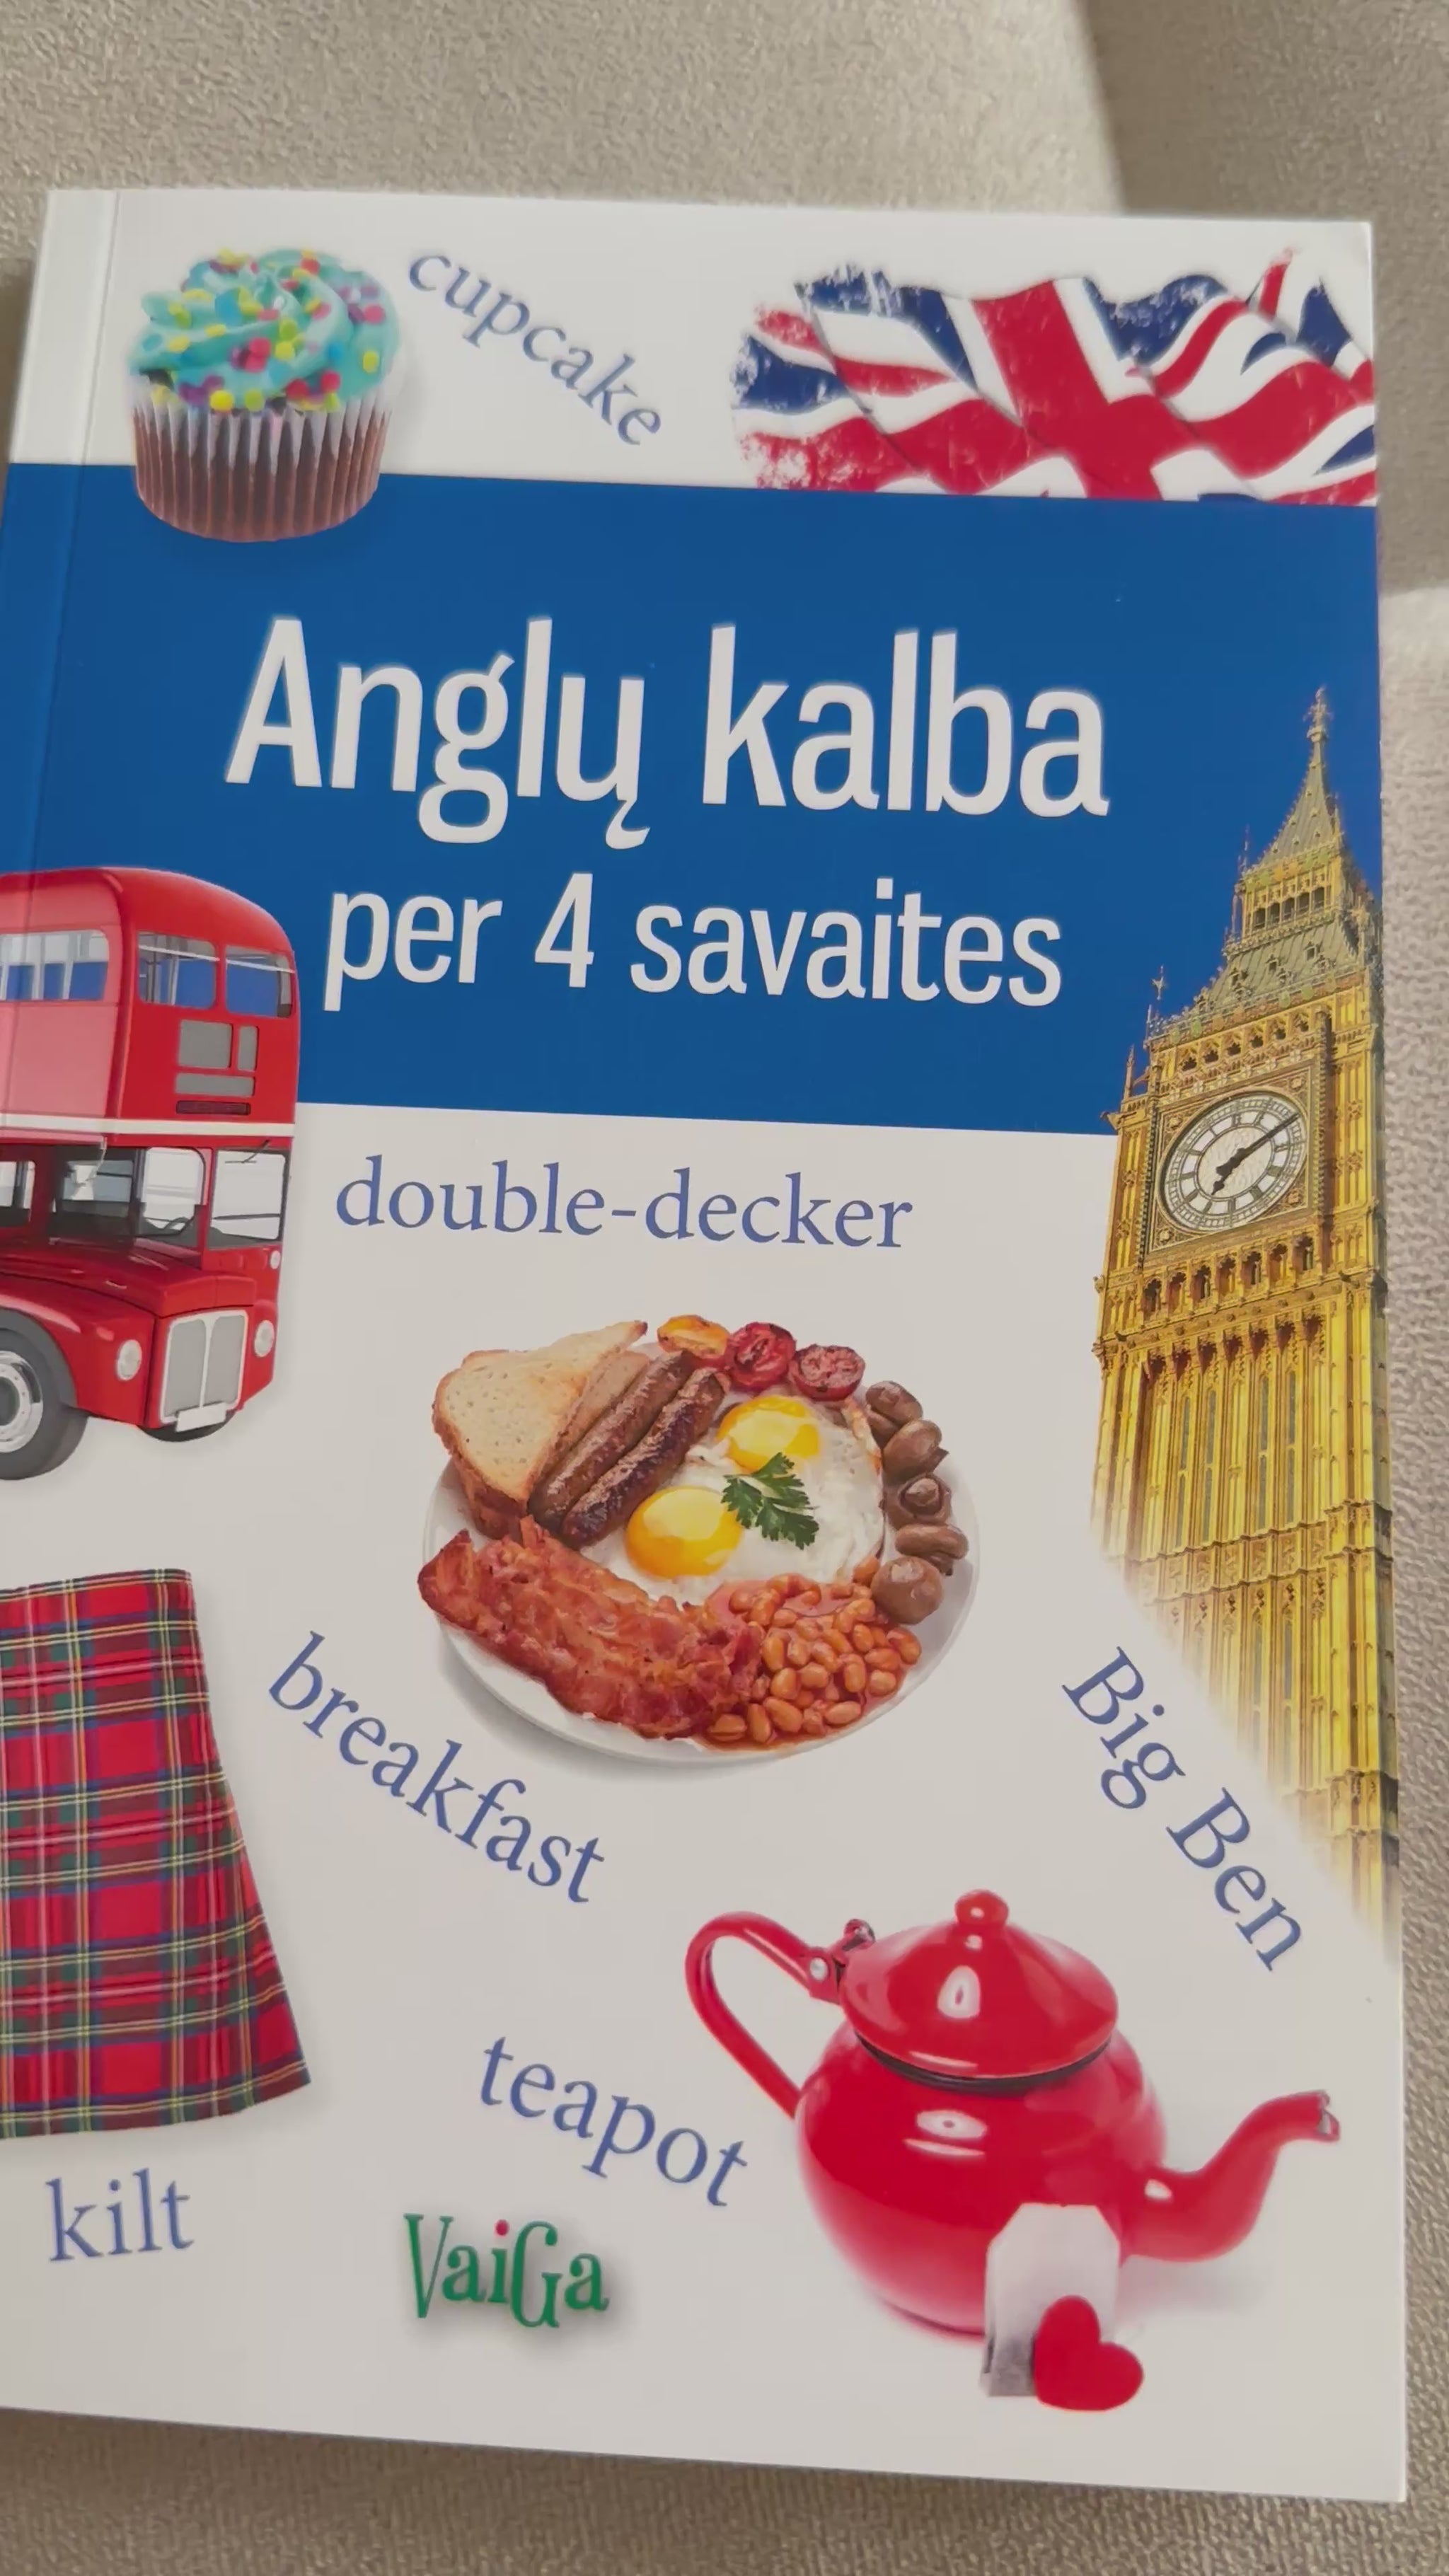 cupcake
Anglų kalba
per 4 savaites
double-decker
breakfast
Big Ben
teapot
kilt
VaiGa